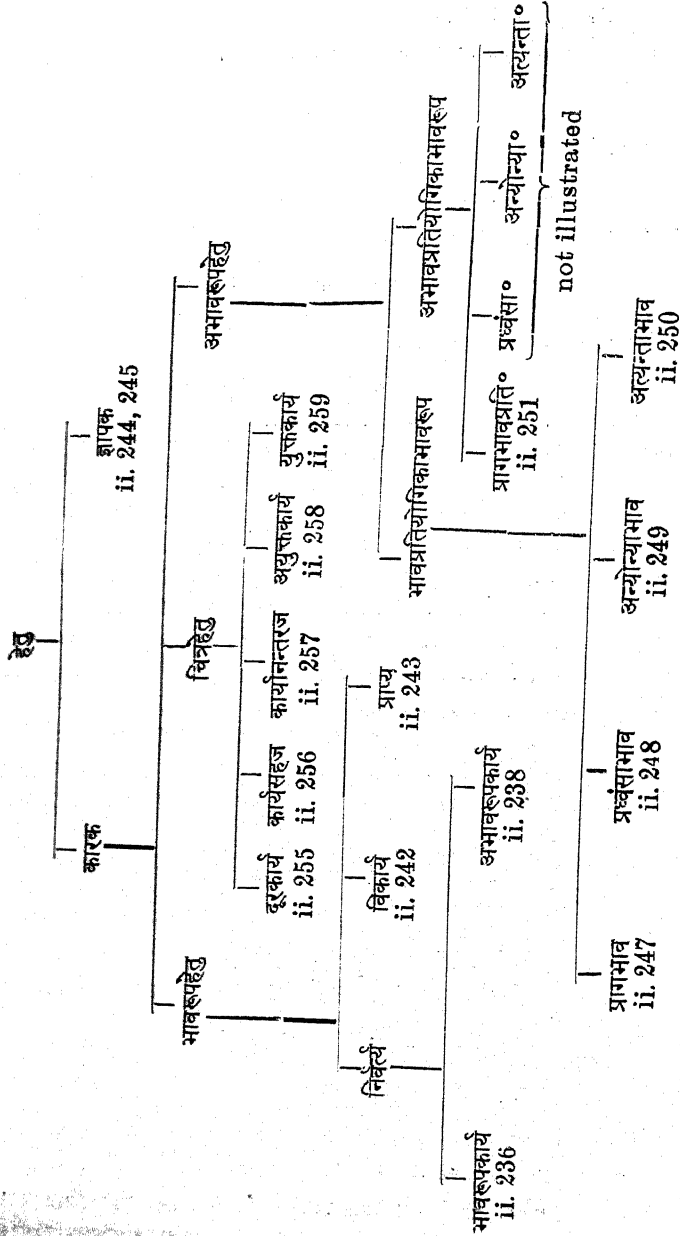 हेतु
कारक
ज्ञापक
ii. 244, 245
भावरूपहेतु
चित्रहेतु
अभावरूपहेतु
दूरकार्य
ii. 255
कार्यसहज
ii. 256
कार्यानन्तरज
ii. 257
अयुक्तकार्य
ii. 258
युक्तकार्य
ii. 259
निर्वर्त्य
विकार्य
ii. 242
प्राप्य
ii. 243
भावप्रतियोगिकाभावरूप
अभावप्रतियोगिकाभावरूप
भावरूपकार्य
ii. 236
अभावरूपकार्य
ii. 238
प्रागभावप्रति॰
ii. 251
प्रध्वंसा॰
अन्योन्या॰
अत्यन्ता॰
not illustrated
प्रागभाव
ii. 247
प्रध्वंसाभाव
ii. 248
अन्योन्याभाव
ii. 249
अत्यन्ताभाव
ii. 250